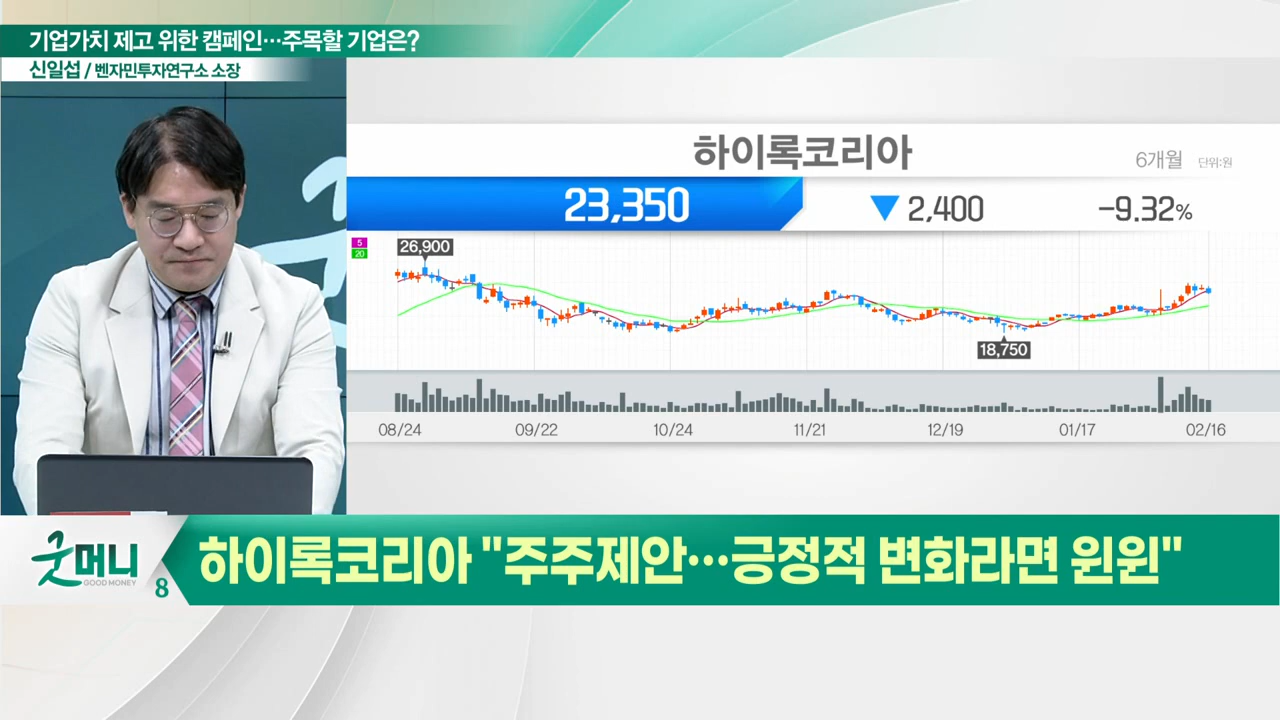 기업가치 제고 위한 캠페인…주목할 기업은?
신일섭 / 벤자민투자연구소 소장
하이록코리아
6개월 단위:원
23,350 ▼ 2,400 -9.32%
5
20
26,900
18,750
08/24 09/22 10/24 11/21 12/19 01/17 02/16
굿머니
GOOD MONEY
8
하이록코리아 "주주제안…긍정적 변화라면 윈윈"